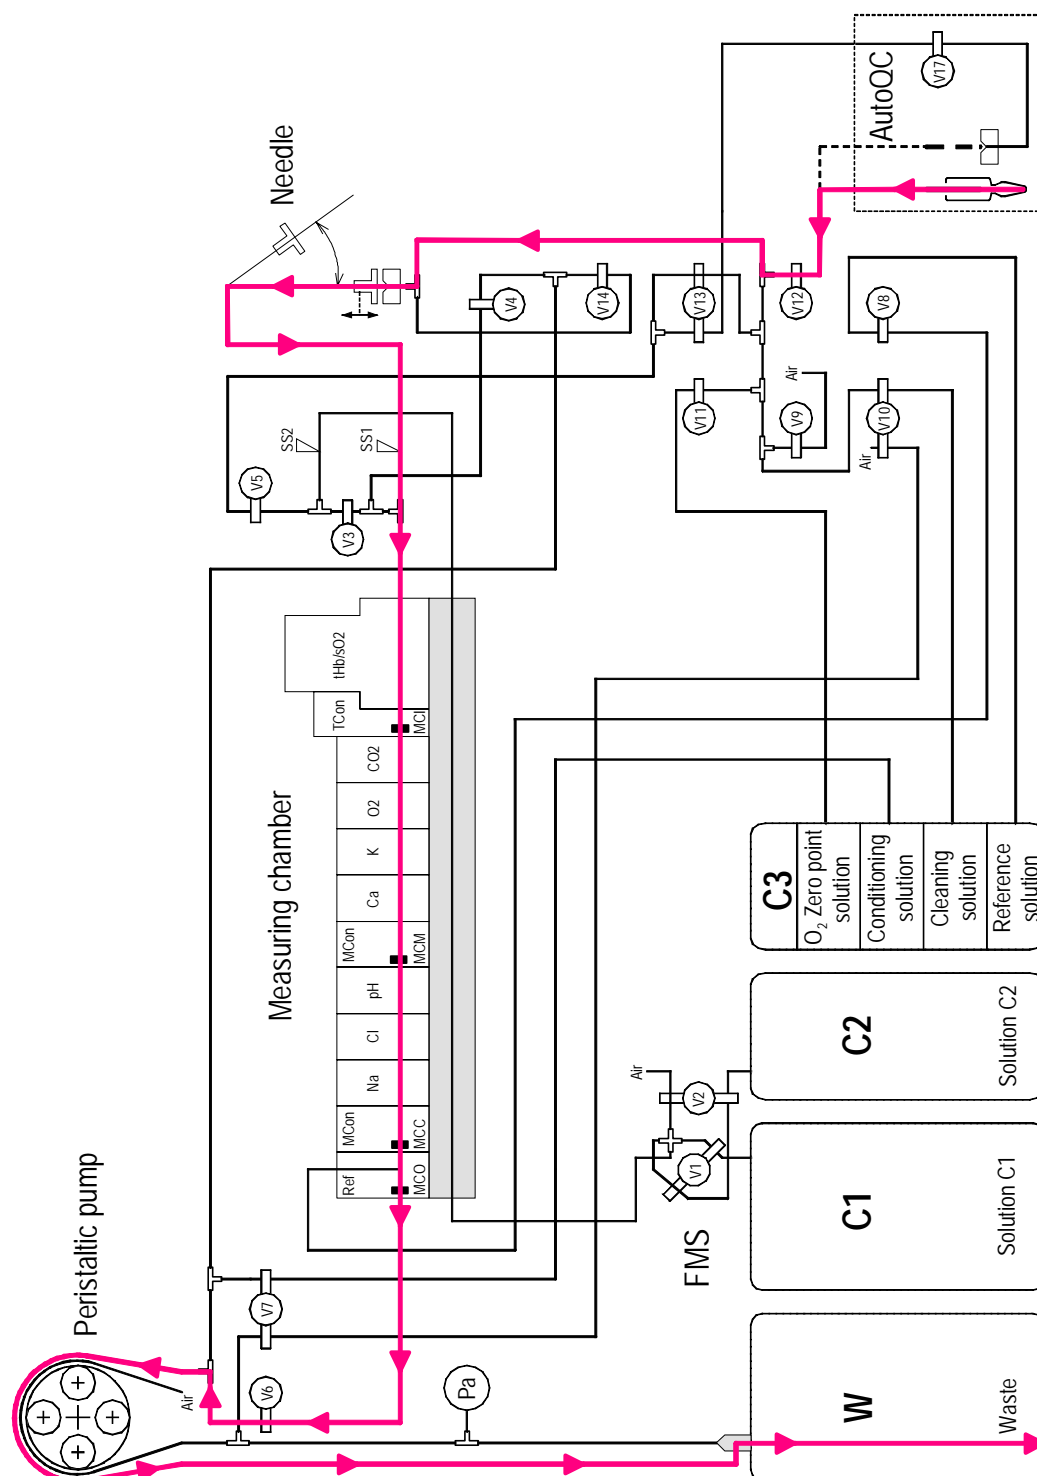 AutoQC
V17
Needle
V4
V14
V13
V12
V8
Air
V11
V9
V10
Air
SS2
SS1
V5
V3
tHb/sO2
TCon
MCI
CO2
O2
K
Ca
MCon
MCM
pH
Cl
Na
MCon
MCC
Ref
MCO
Measuring chamber
C3
O2 Zero point
solution
Conditioning
solution
Cleaning
solution
Reference
solution
C2
Solution C2
Air
V2
V1
FMS
C1
Solution C1
Peristaltic pump
V7
V6
Air
Pa
W
Waste